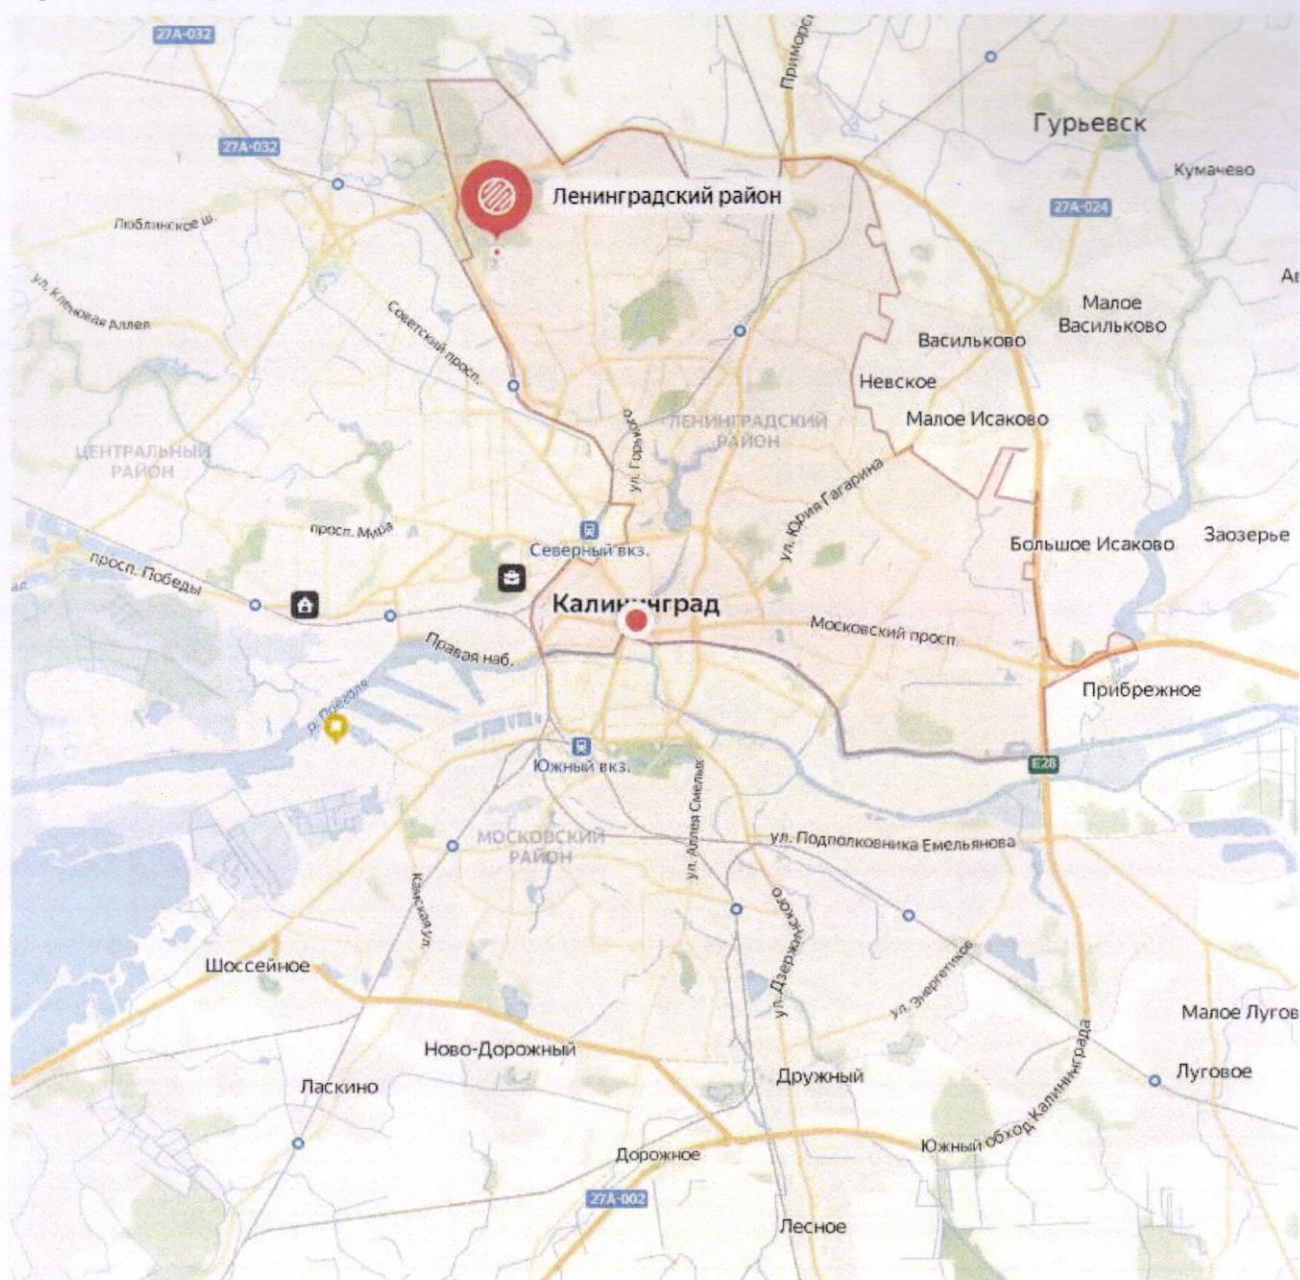 27А-032
Приморск
Гурьевск
27А-032
Кумачево
Ленинградский район
27А-024
Люблинское ш.
ул. Кленовая Аллея
Советский просп.
Малое
Васильково
Васильково
Невское
Малое Исаково
ул. Горького
ЛЕНИНГРАДСКИЙ
РАЙОН
ЦЕНТРАЛЬНЫЙ
РАЙОН
ул. Юрия Гагарина
просп. Мира
Северный вкз.
Большое Исаково
Заозерье
просп. Победы
Калининград
Московский просп
Правая наб.
Прибрежное
р. Преголя
Южный вкз.
E28
ул. Аллея Смелых
МОСКОВСКИЙ
РАЙОН
ул. Подполковника Емельянова
Камская ул.
ул. Дзержинского
ул. Энергетиков
Шоссейное
Малое Лугов
Ново-Дорожный
Ласкино
Дружный
Луговое
Южный обход Калининграда
Дорожное
27А-002
Лесное